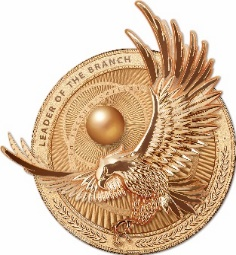 LEADER OF THE BRANCH